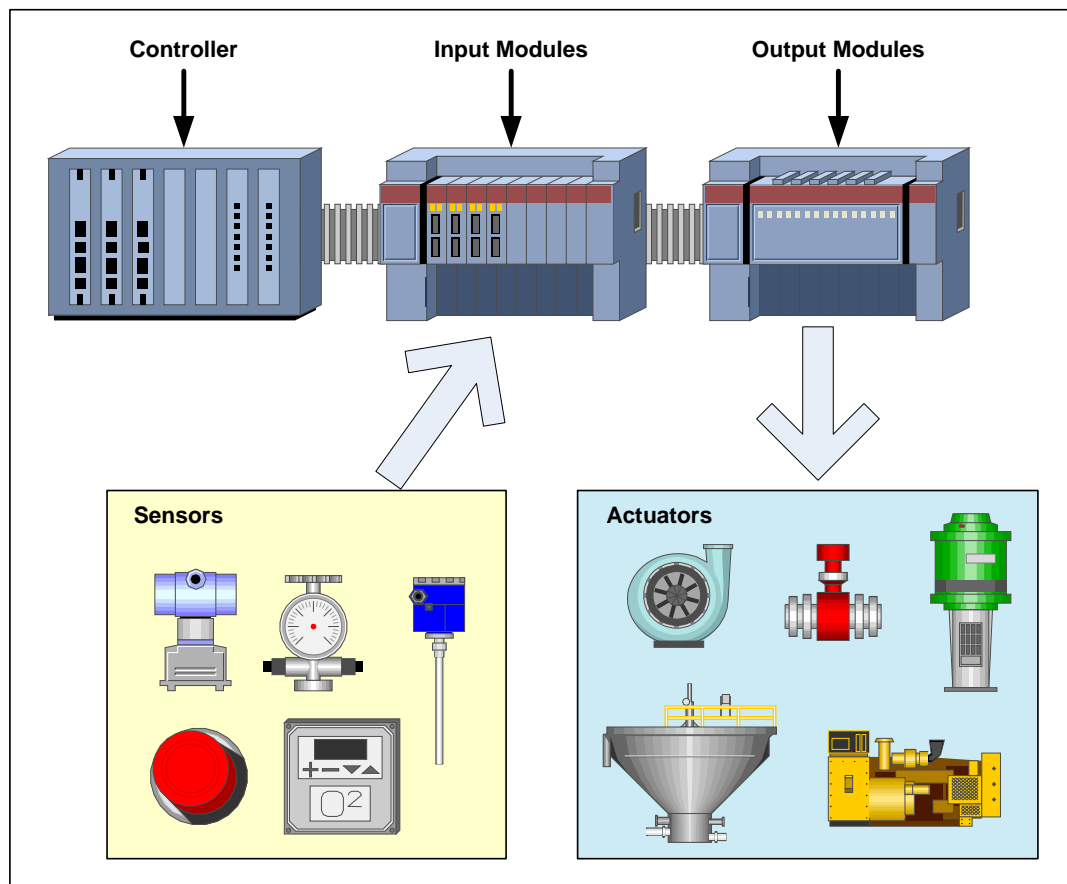 Controller
Input Modules
Output Modules
Sensors
Actuators
O2